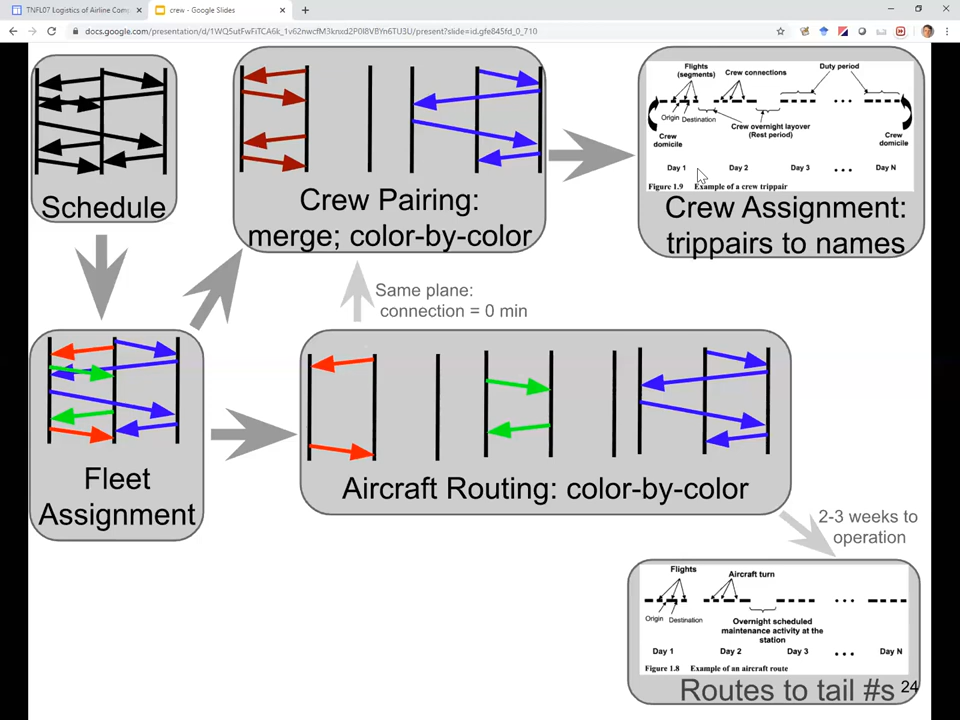 TNFL07 Logistics of Airline Com
crew - Google Slides
docs.google.com/presentation/d/1WQ5utFwFiTCA6k_1v62nwcfM3knxd2P0l8V8Yn6TU3U/present?slide=id.gfe845fd_0_710
Schedule
Crew Pairing:
merge; color-by-color
Flights
(segments)
Crew connections
Duty period
Origin
Destination
Crew overnight layover
(Rest period)
Crew
domicile
Crew
domicile
Day 1
Day 2
Day 3
Day N
Figure 1.9 Example of a crew trippair
Crew Assignment:
trippairs to names
Same plane:
connection = 0 min
Fleet
Assignment
Aircraft Routing: color-by-color
2-3 weeks to
operation
Flights
Aircraft turn
Origin
Destination
Overnight scheduled
maintenance activity at the
station
Day 1
Day 2
Day 3
Day N
Figure 1.8 Example of an aircraft route
Routes to tail #s
24